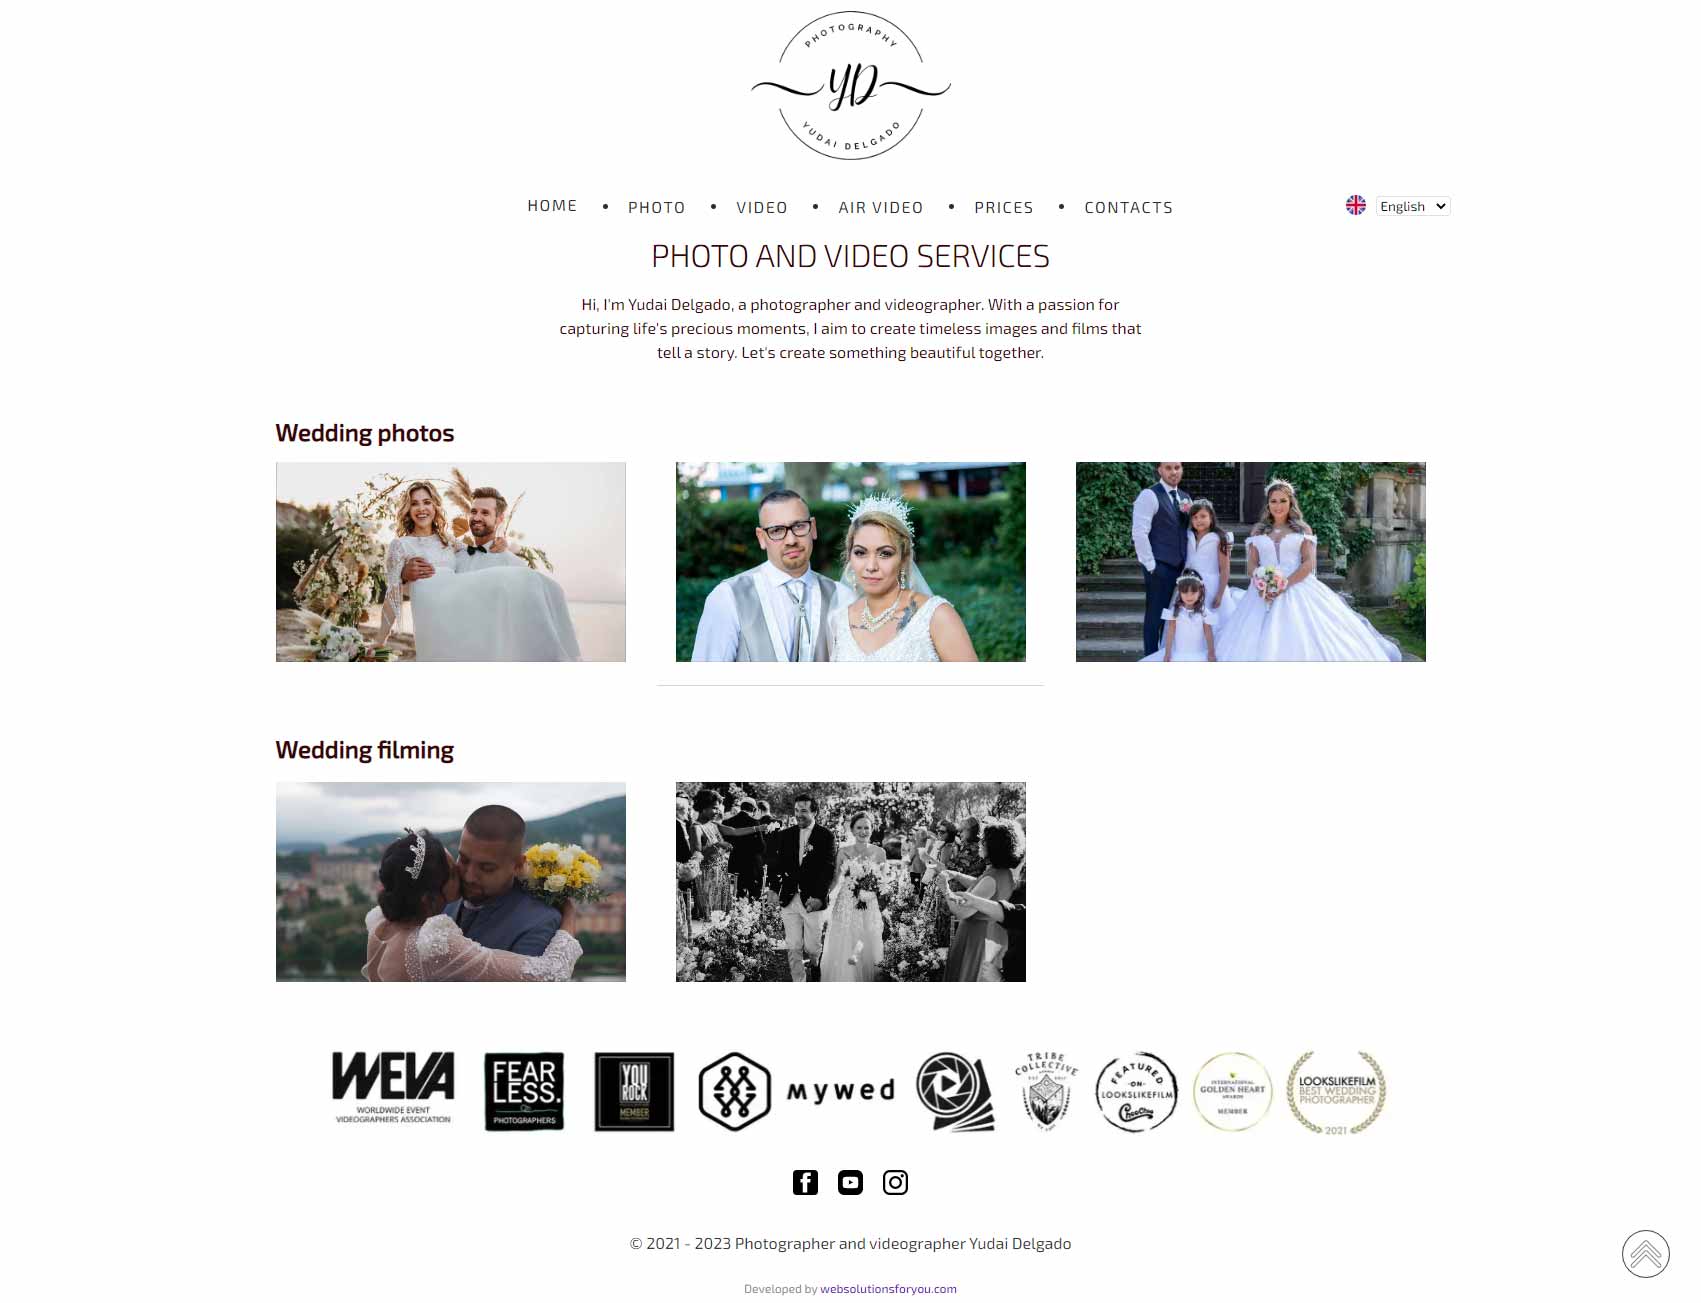 PHOTOGRAPHY
YD
YUDAI DELGADO
HOME • PHOTO • VIDEO • AIR VIDEO • PRICES • CONTACTS
English
PHOTO AND VIDEO SERVICES
Hi, I'm Yudai Delgado, a photographer and videographer. With a passion for
capturing life's precious moments, I aim to create timeless images and films that
tell a story. Let's create something beautiful together.
Wedding photos
Wedding filming
WEVA
WORLDWIDE EVENT
VIDEOGRAPHERS ASSOCIATION
FEAR
LESS.
PHOTOGRAPHERS
YOU
ROCK
MEMBER
mywed
TRIBE
COLLECTIVE
FEATURED
-ON-
LOOKSLIKEFILM
INTERNATIONAL
GOLDEN HEART
AWARDS
MEMBER
LOOKSLIKEFILM
BEST WEDDING
PHOTOGRAPHER
2021
© 2021 - 2023 Photographer and videographer Yudai Delgado
Developed by websolutionsforyou.com